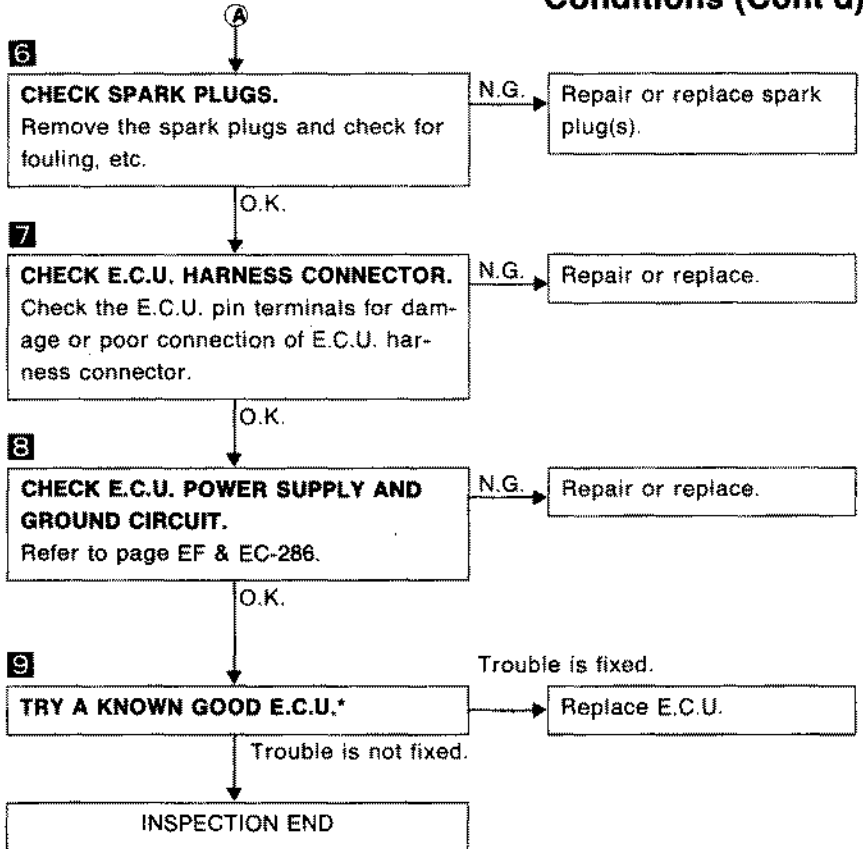 Conditions (Cont'd)
A
6
CHECK SPARK PLUGS.
Remove the spark plugs and check for
fouling, etc.
N.G.
Repair or replace spark
plug(s).
O.K.
7
CHECK E.C.U. HARNESS CONNECTOR.
Check the E.C.U. pin terminals for dam-
age or poor connection of E.C.U. har-
ness connector.
N.G.
Repair or replace.
O.K.
8
CHECK E.C.U. POWER SUPPLY AND
GROUND CIRCUIT.
Refer to page EF & EC-286.
N.G.
Repair or replace.
O.K.
9
TRY A KNOWN GOOD E.C.U.*
Trouble is fixed.
Replace E.C.U.
Trouble is not fixed.
INSPECTION END